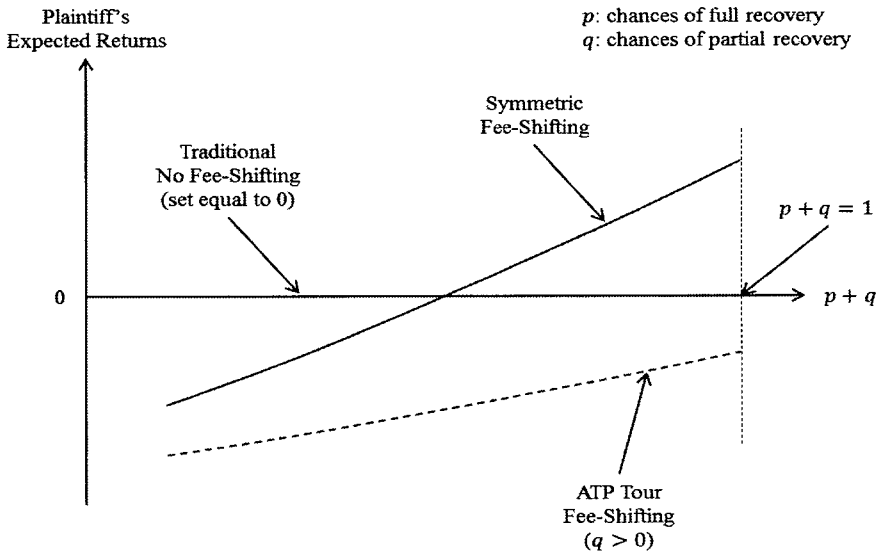 Plaintiff's
Expected Returns
p: chances of full recovery
q: chances of partial recovery
Symmetric
Fee-Shifting
Traditional
No Fee-Shifting
(set equal to 0)
p + q = 1
0
p + q
ATP Tour
Fee-Shifting
(q > 0)